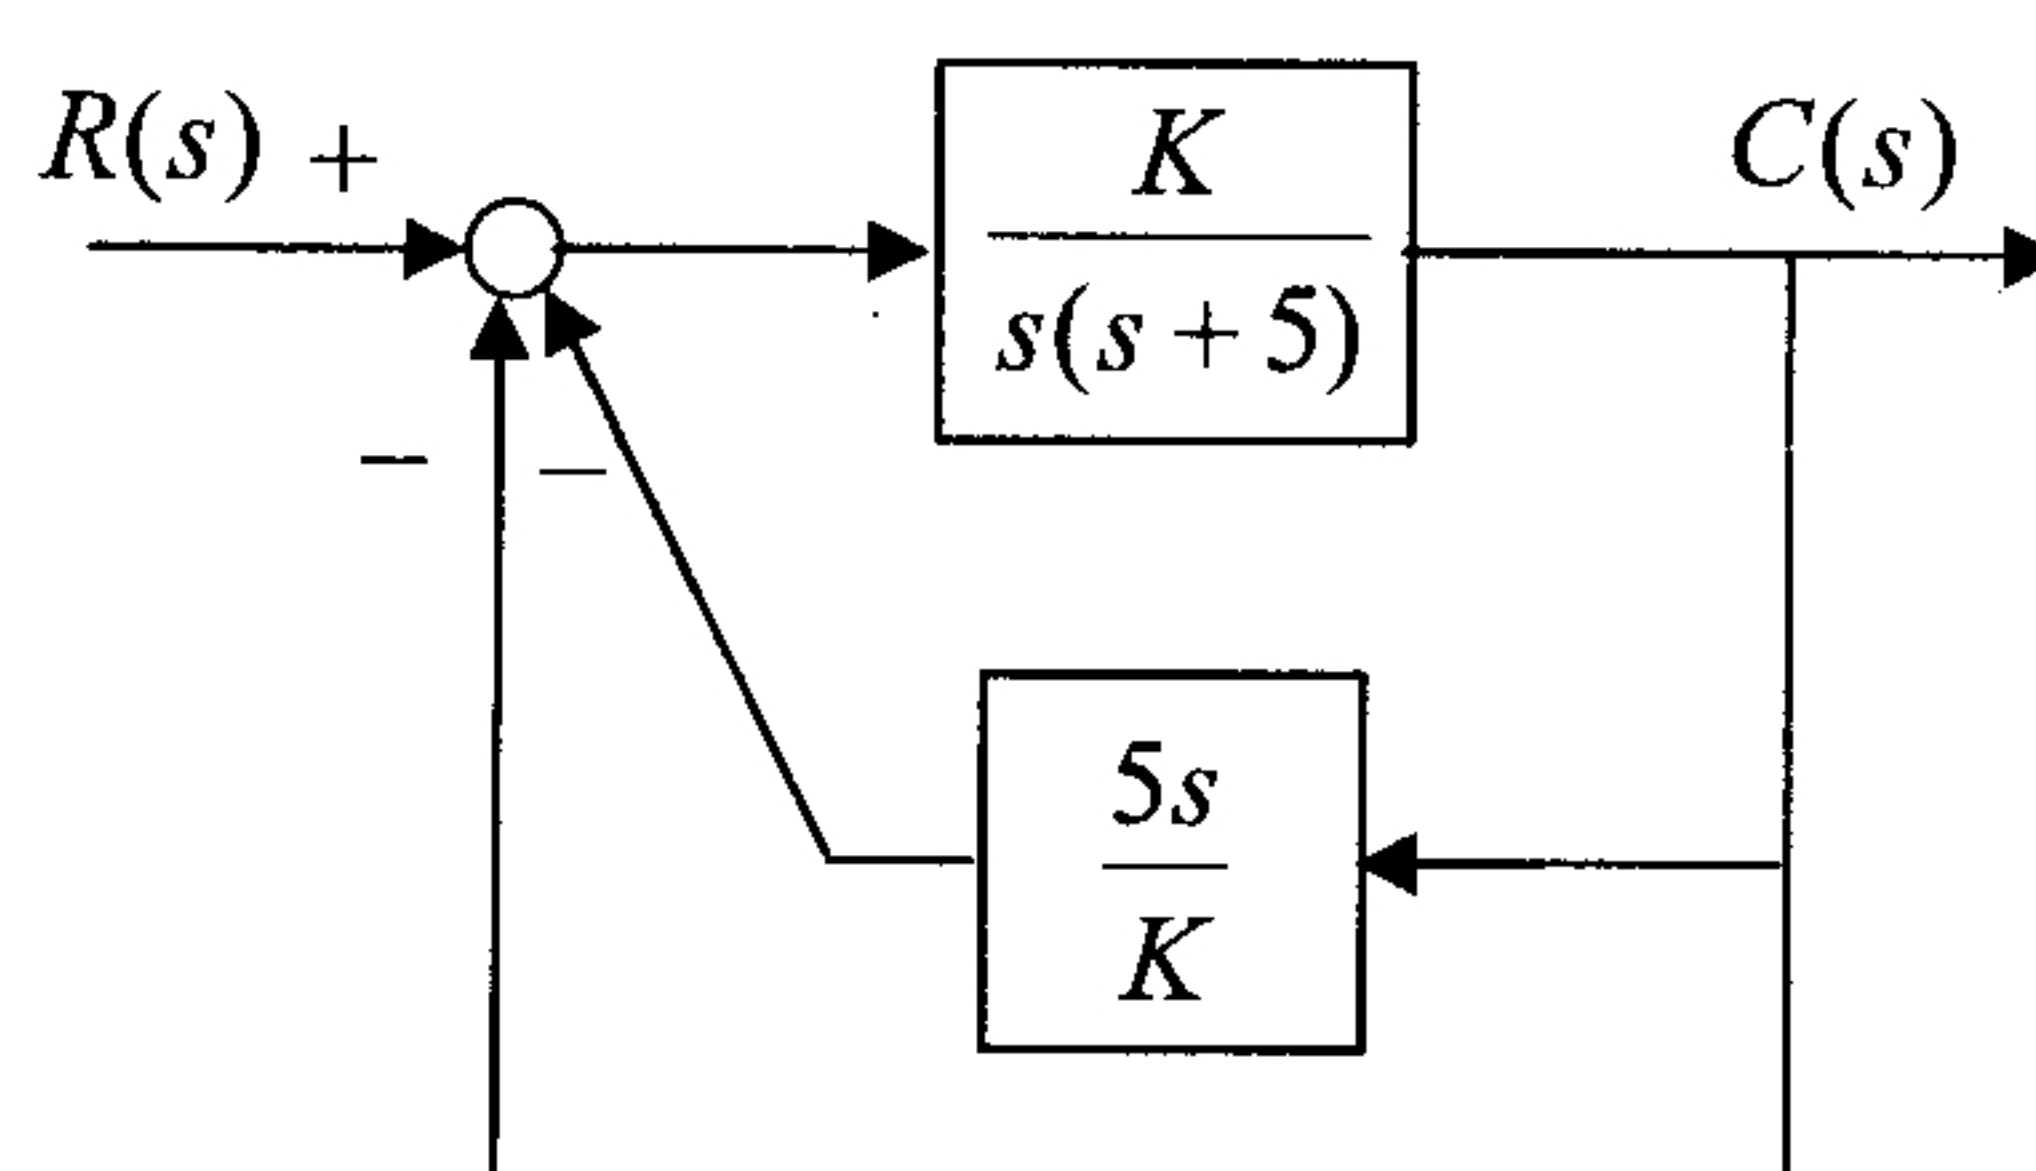 R(s) +
K
s(s + 5)
C(s)
− −
5s
K